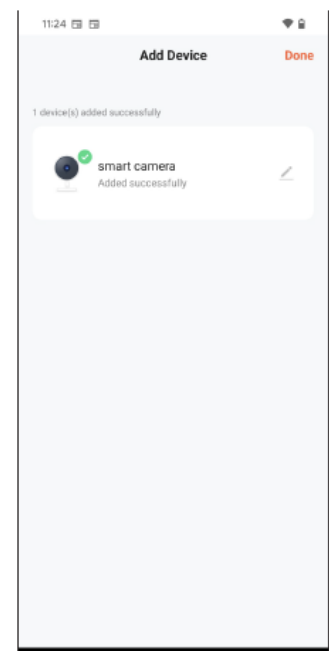 11:24
Add Device
Done
1 device(s) added successfully
smart camera
Added successfully